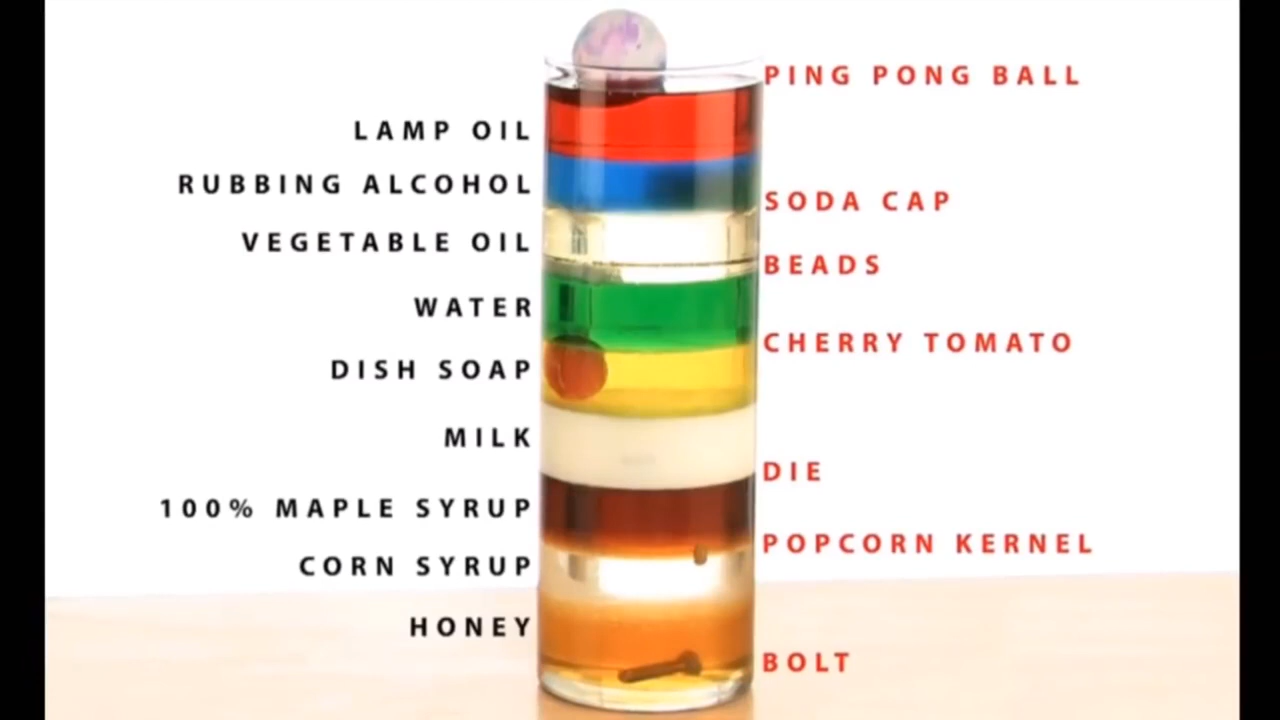 PING PONG BALL
LAMP OIL
RUBBING ALCOHOL
SODA CAP
VEGETABLE OIL
BEADS
WATER
CHERRY TOMATO
DISH SOAP
MILK
DIE
100% MAPLE SYRUP
POPCORN KERNEL
CORN SYRUP
HONEY
BOLT